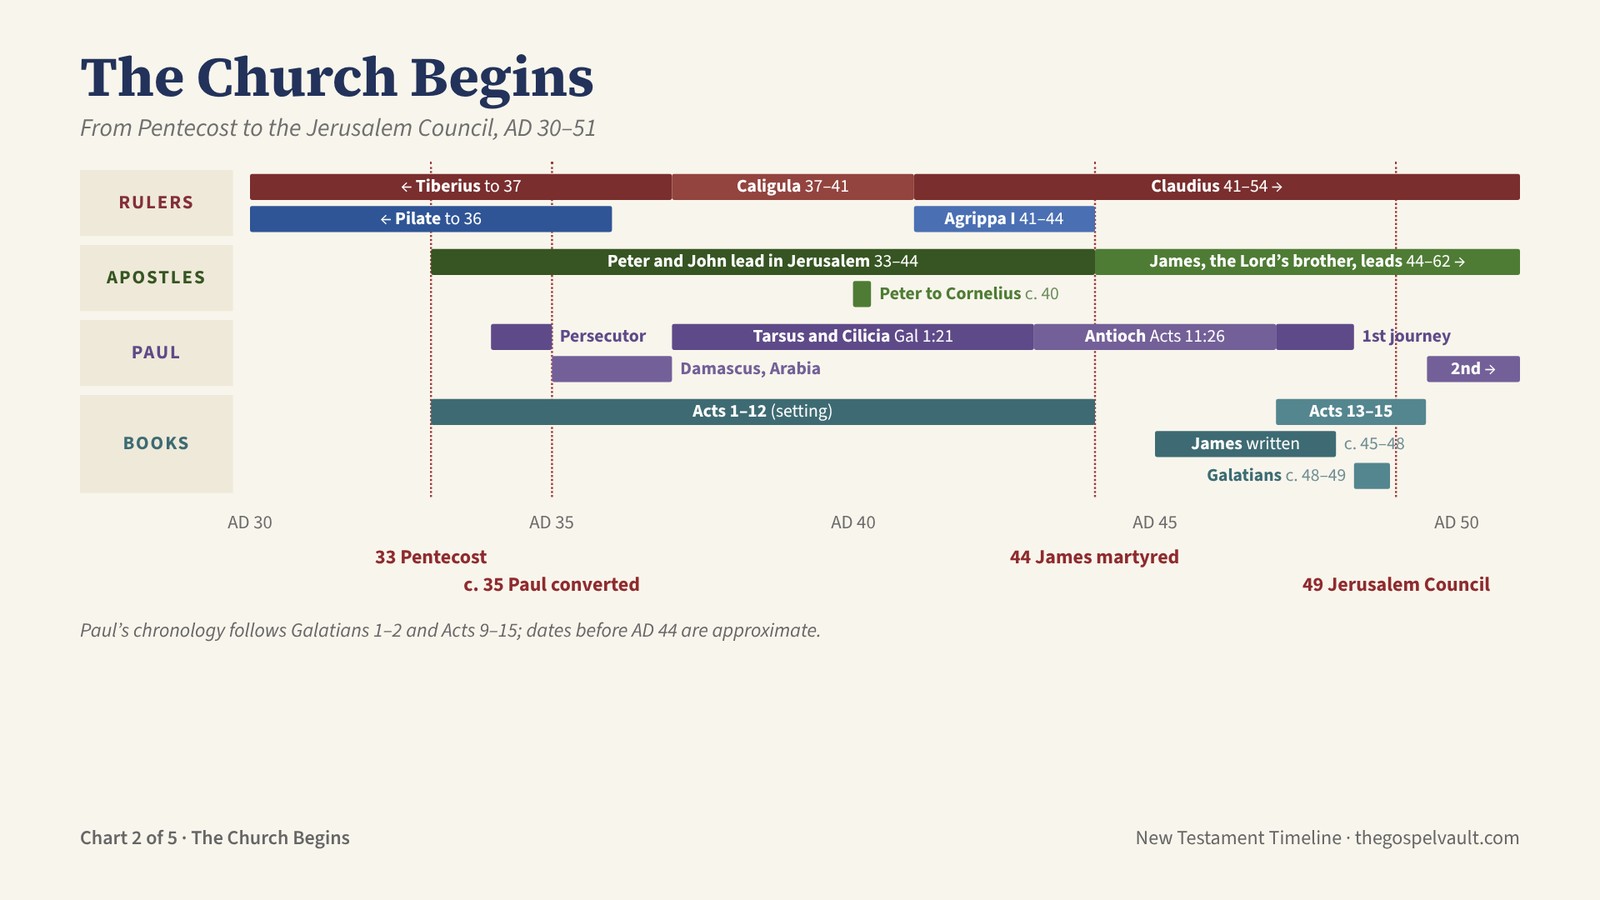 The Church Begins
From Pentecost to the Jerusalem Council, AD 30–51
RULERS
← Tiberius to 37
Caligula 37–41
Claudius 41–54 →
← Pilate to 36
Agrippa I 41–44
APOSTLES
Peter and John lead in Jerusalem 33–44
James, the Lord’s brother, leads 44–62 →
Peter to Cornelius c. 40
PAUL
Persecutor
Tarsus and Cilicia Gal 1:21
Antioch Acts 11:26
1st journey
Damascus, Arabia
2nd →
BOOKS
Acts 1–12 (setting)
Acts 13–15
James written
c. 45–48
Galatians c. 48–49
AD 30
AD 35
AD 40
AD 45
AD 50
33 Pentecost
44 James martyred
c. 35 Paul converted
49 Jerusalem Council
Paul’s chronology follows Galatians 1–2 and Acts 9–15; dates before AD 44 are approximate.
Chart 2 of 5 · The Church Begins
New Testament Timeline · thegospelvault.com